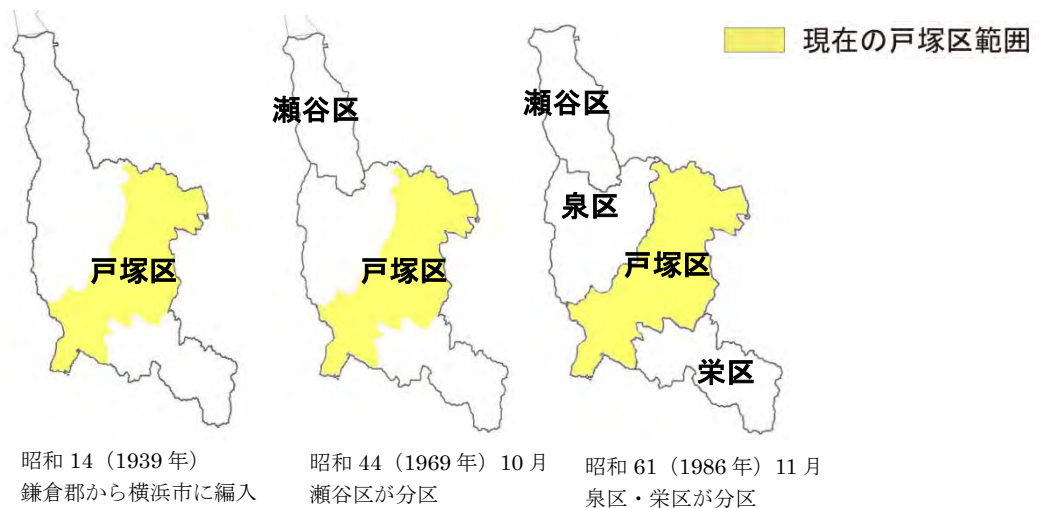 現在の戸塚区範囲
戸塚区
瀬谷区
戸塚区
瀬谷区
泉区
戸塚区
栄区
昭和 14（1939 年）
鎌倉郡から横浜市に編入
昭和 44（1969 年）10 月
瀬谷区が分区
昭和 61（1986 年）11 月
泉区・栄区が分区